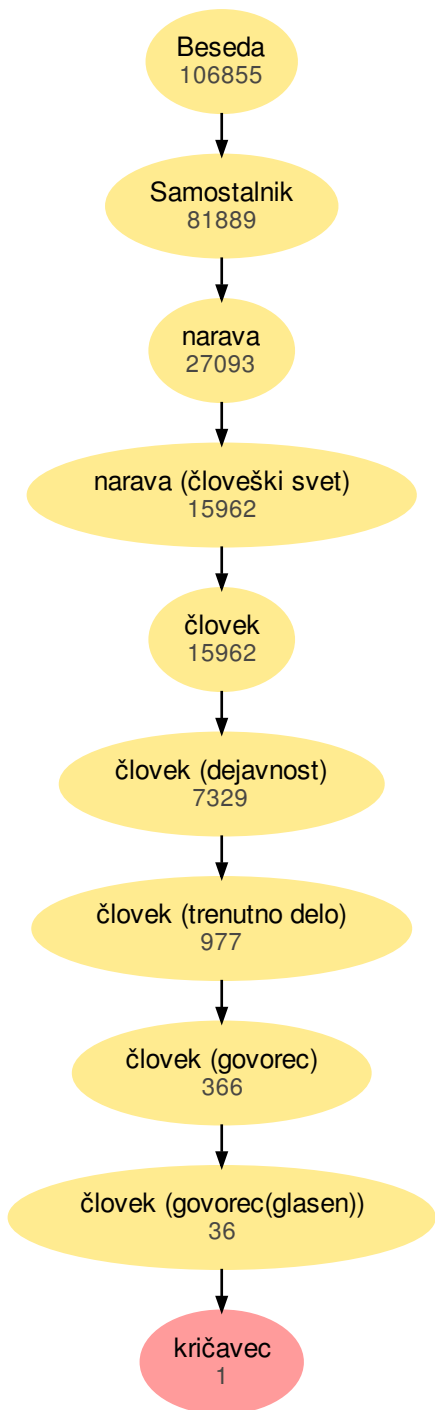 Beseda
106855
Samostalnik
81889
narava
27093
narava (človeški svet)
15962
človek
15962
človek (dejavnost)
7329
človek (trenutno delo)
977
človek (govorec)
366
človek (govorec(glasen))
36
kričavec
1